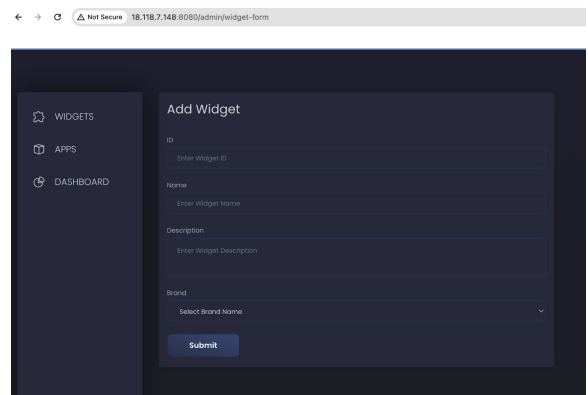 Not Secure 18.118.7.148:8080/admin/widget-form
WIDGETS
APPS
DASHBOARD
Add Widget
ID
Enter Widget ID
Name
Enter Widget Name
Description
Enter Widget Description
Brand
Select Brand Name
Submit